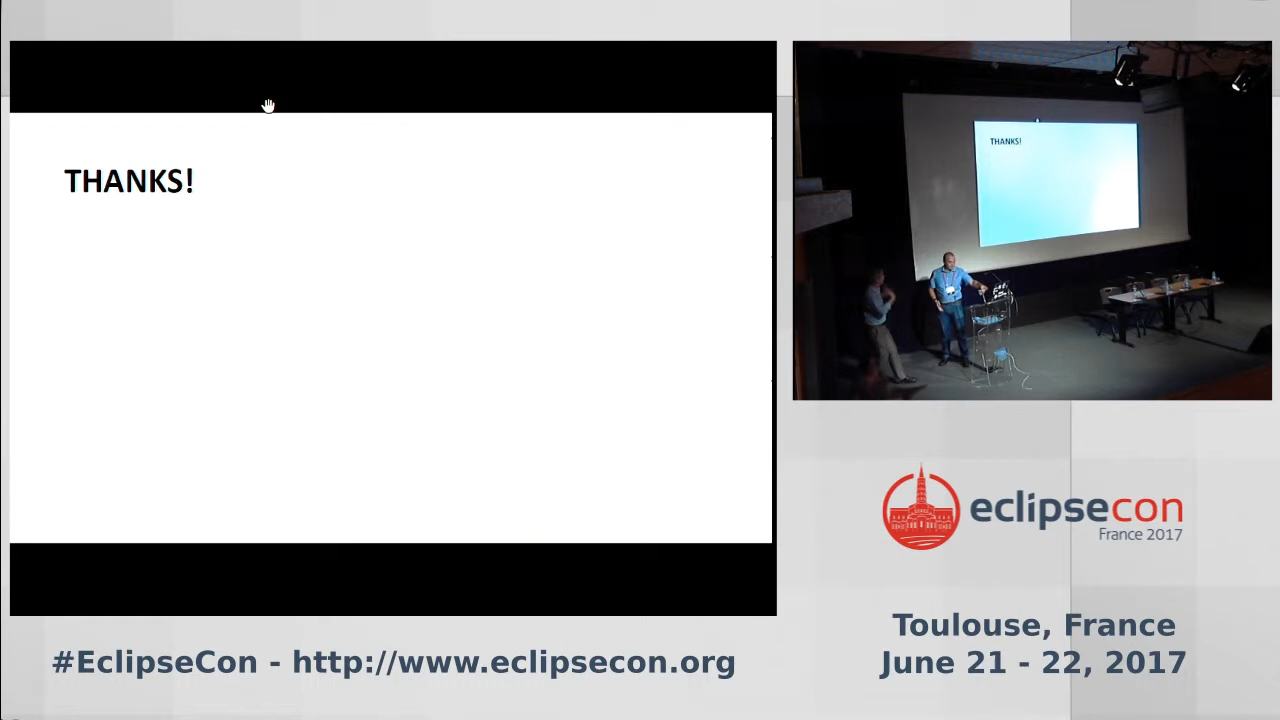 THANKS!
THANKS!
eclipsecon
France 2017
Toulouse, France
June 21 - 22, 2017
#EclipseCon - http://www.eclipsecon.org